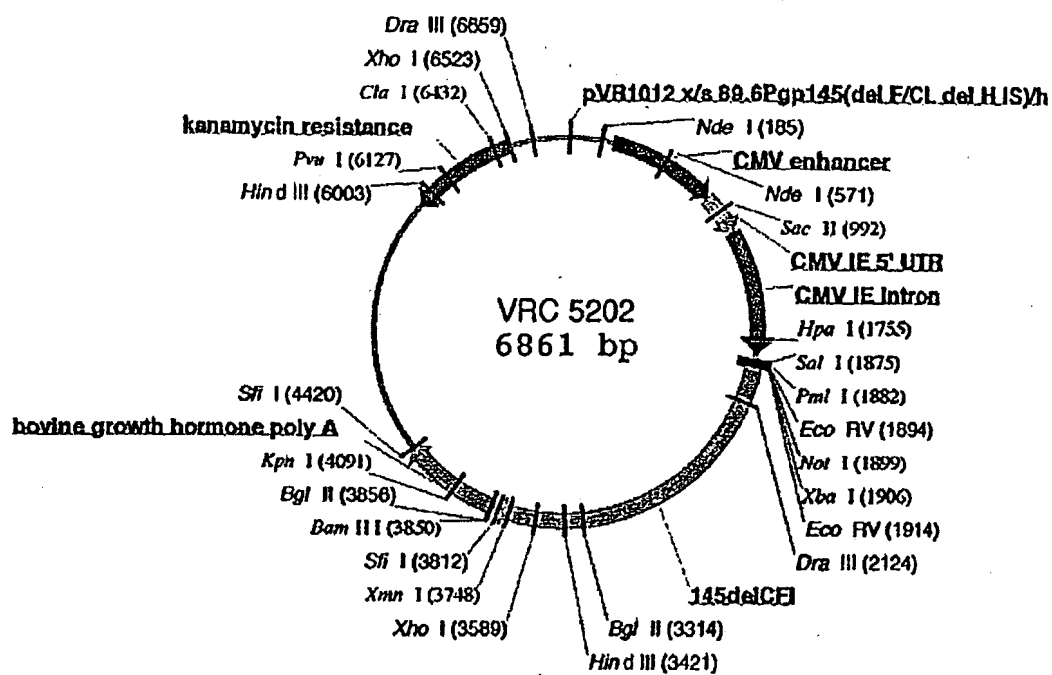 Dra III (6859)
Xho I (6523)
Cla I (6432)
kanamycin resistance
Pvu I (6127)
Hin d III (6003)
pVR1012 x/s 89.6Pgp145(del F/CL del H IS)/h
Nde I (185)
CMV enhancer
Nde I (571)
Sac II (992)
CMV IE 5' UTR
CMV IE Intron
Hpa I (1755)
Sal I (1875)
Pml I (1882)
Eco RV (1894)
Not I (1899)
Xba I (1906)
Eco RV (1914)
Dra III (2124)
VRC 5202
6861 bp
Sfi I (4420)
bovine growth hormone poly A
Kpn I (4091)
Bgl II (3856)
Bam HI (3850)
Sfi I (3812)
Xmn I (3748)
Xho I (3589)
145delCFI
Bgl II (3314)
Hin d III (3421)